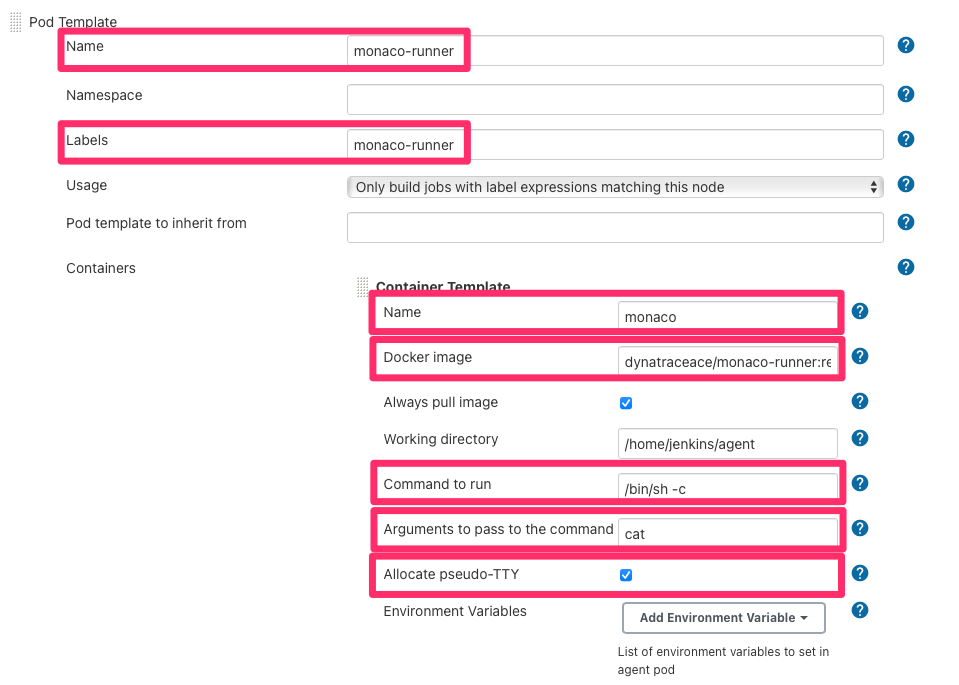 Pod Template
Name monaco-runner
Namespace
Labels monaco-runner
Usage Only build jobs with label expressions matching this node
Pod template to inherit from
Containers
Container Template
Name monaco
Docker image dynatraceace/monaco-runner:re
Always pull image
Working directory /home/jenkins/agent
Command to run /bin/sh -c
Arguments to pass to the command cat
Allocate pseudo-TTY
Environment Variables Add Environment Variable
List of environment variables to set in
agent pod